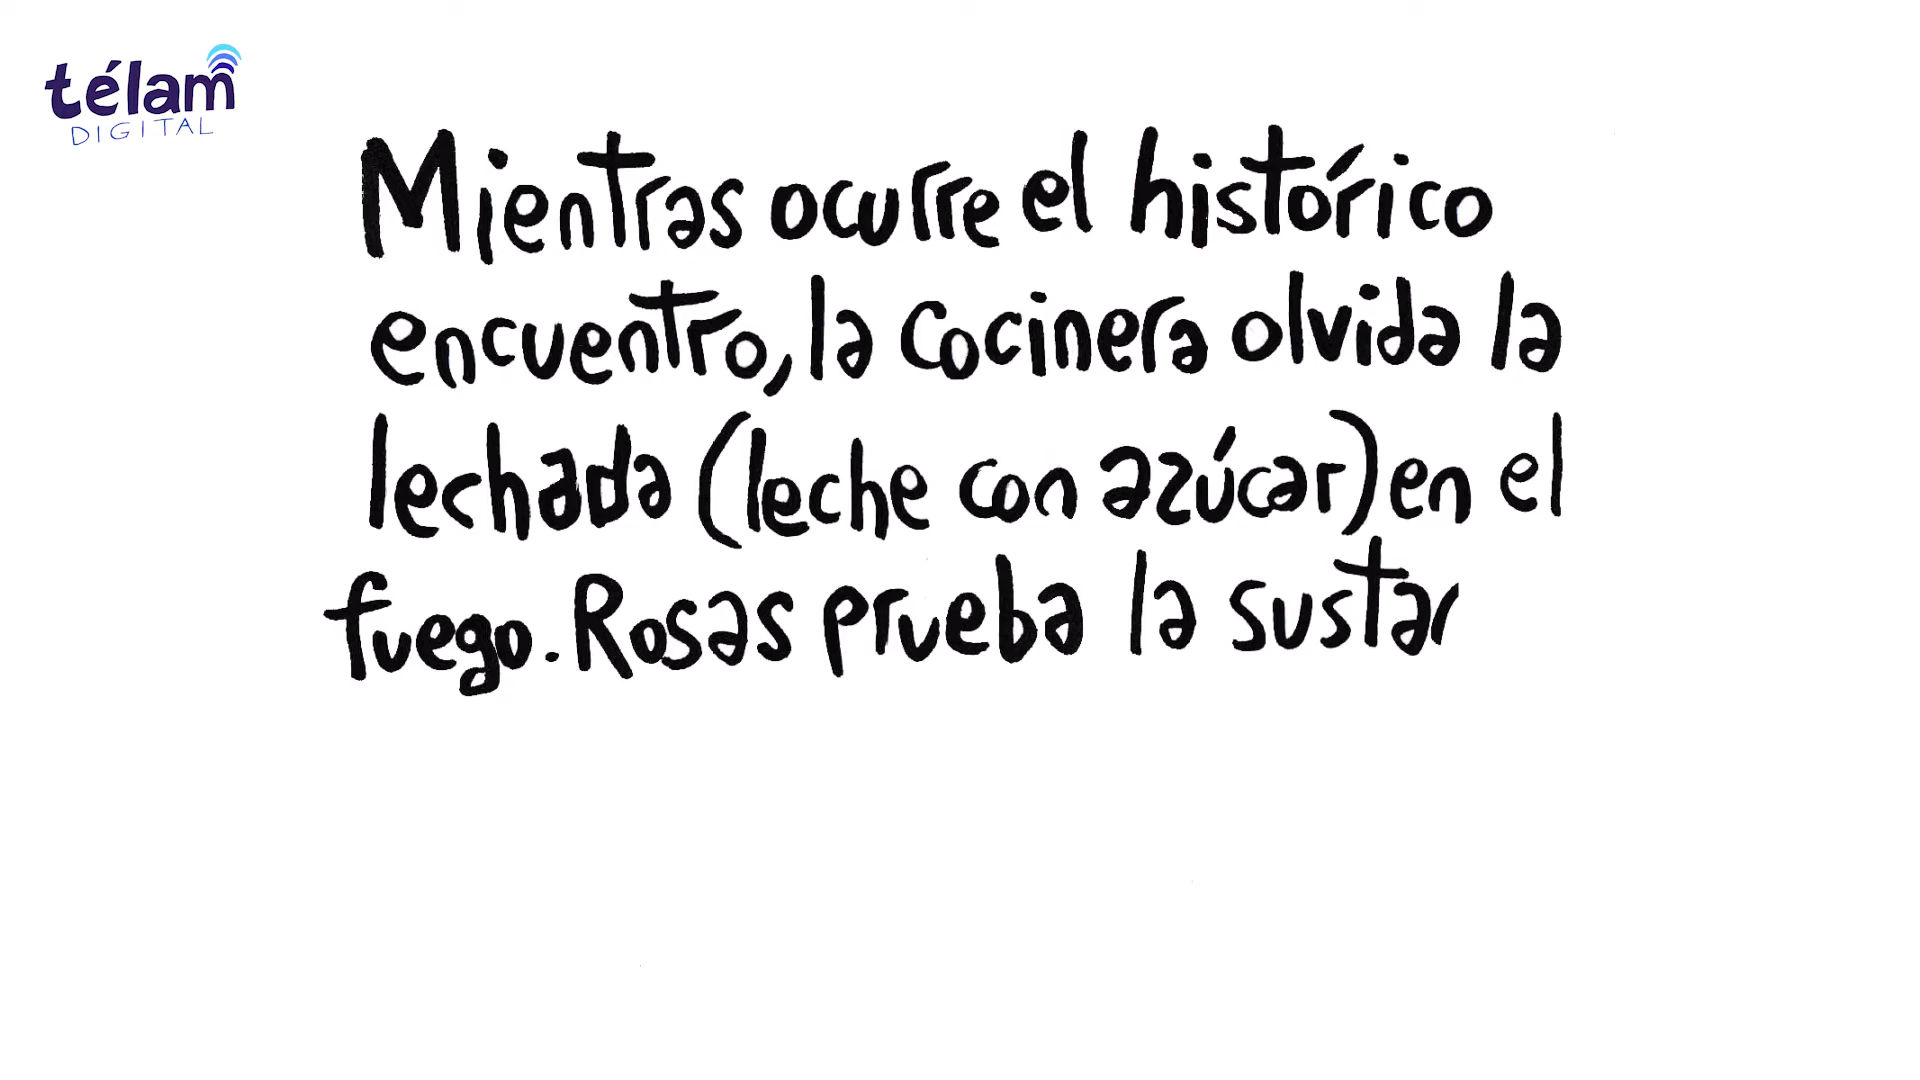 télam
DIGITAL
Mientras ocurre el histórico
encuentro, la cocinera olvida la
lechada (leche con azúcar) en el
fuego. Rosas prueba la sustan